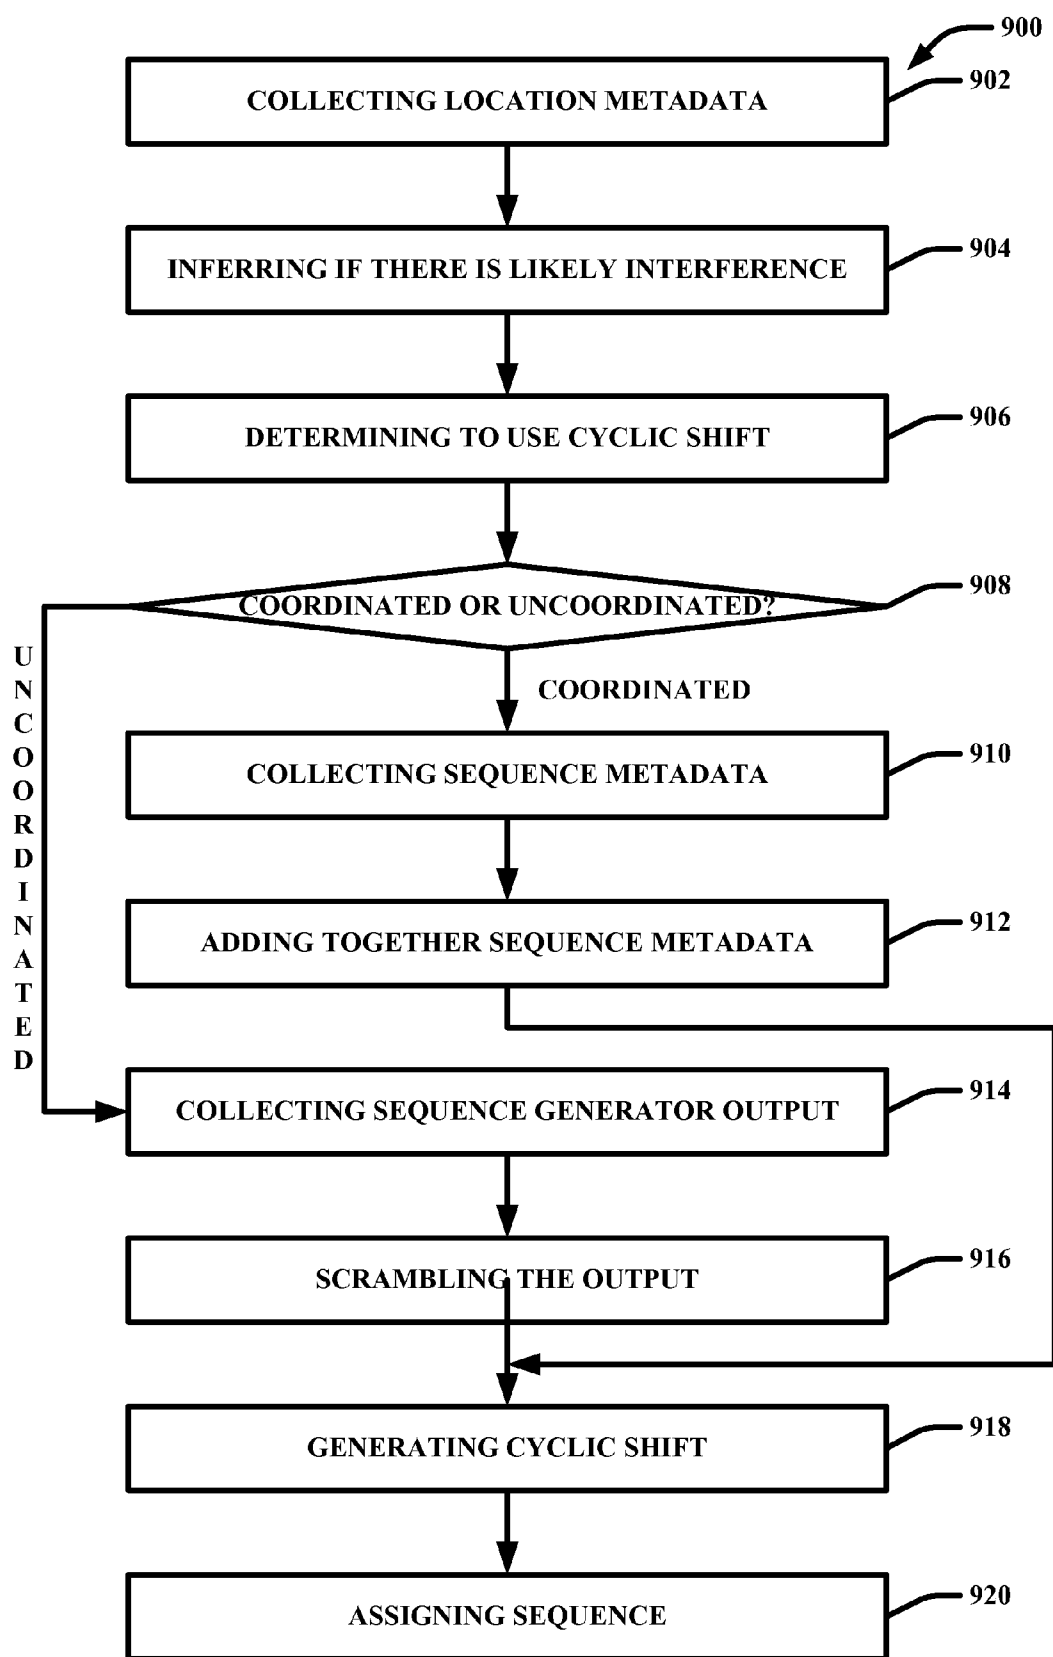 900
COLLECTING LOCATION METADATA
902
INFERRING IF THERE IS LIKELY INTERFERENCE
904
DETERMINING TO USE CYCLIC SHIFT
906
COORDINATED OR UNCOORDINATED?
908
UNCOORDINATED
COORDINATED
COLLECTING SEQUENCE METADATA
910
ADDING TOGETHER SEQUENCE METADATA
912
COLLECTING SEQUENCE GENERATOR OUTPUT
914
SCRAMBLING THE OUTPUT
916
GENERATING CYCLIC SHIFT
918
ASSIGNING SEQUENCE
920